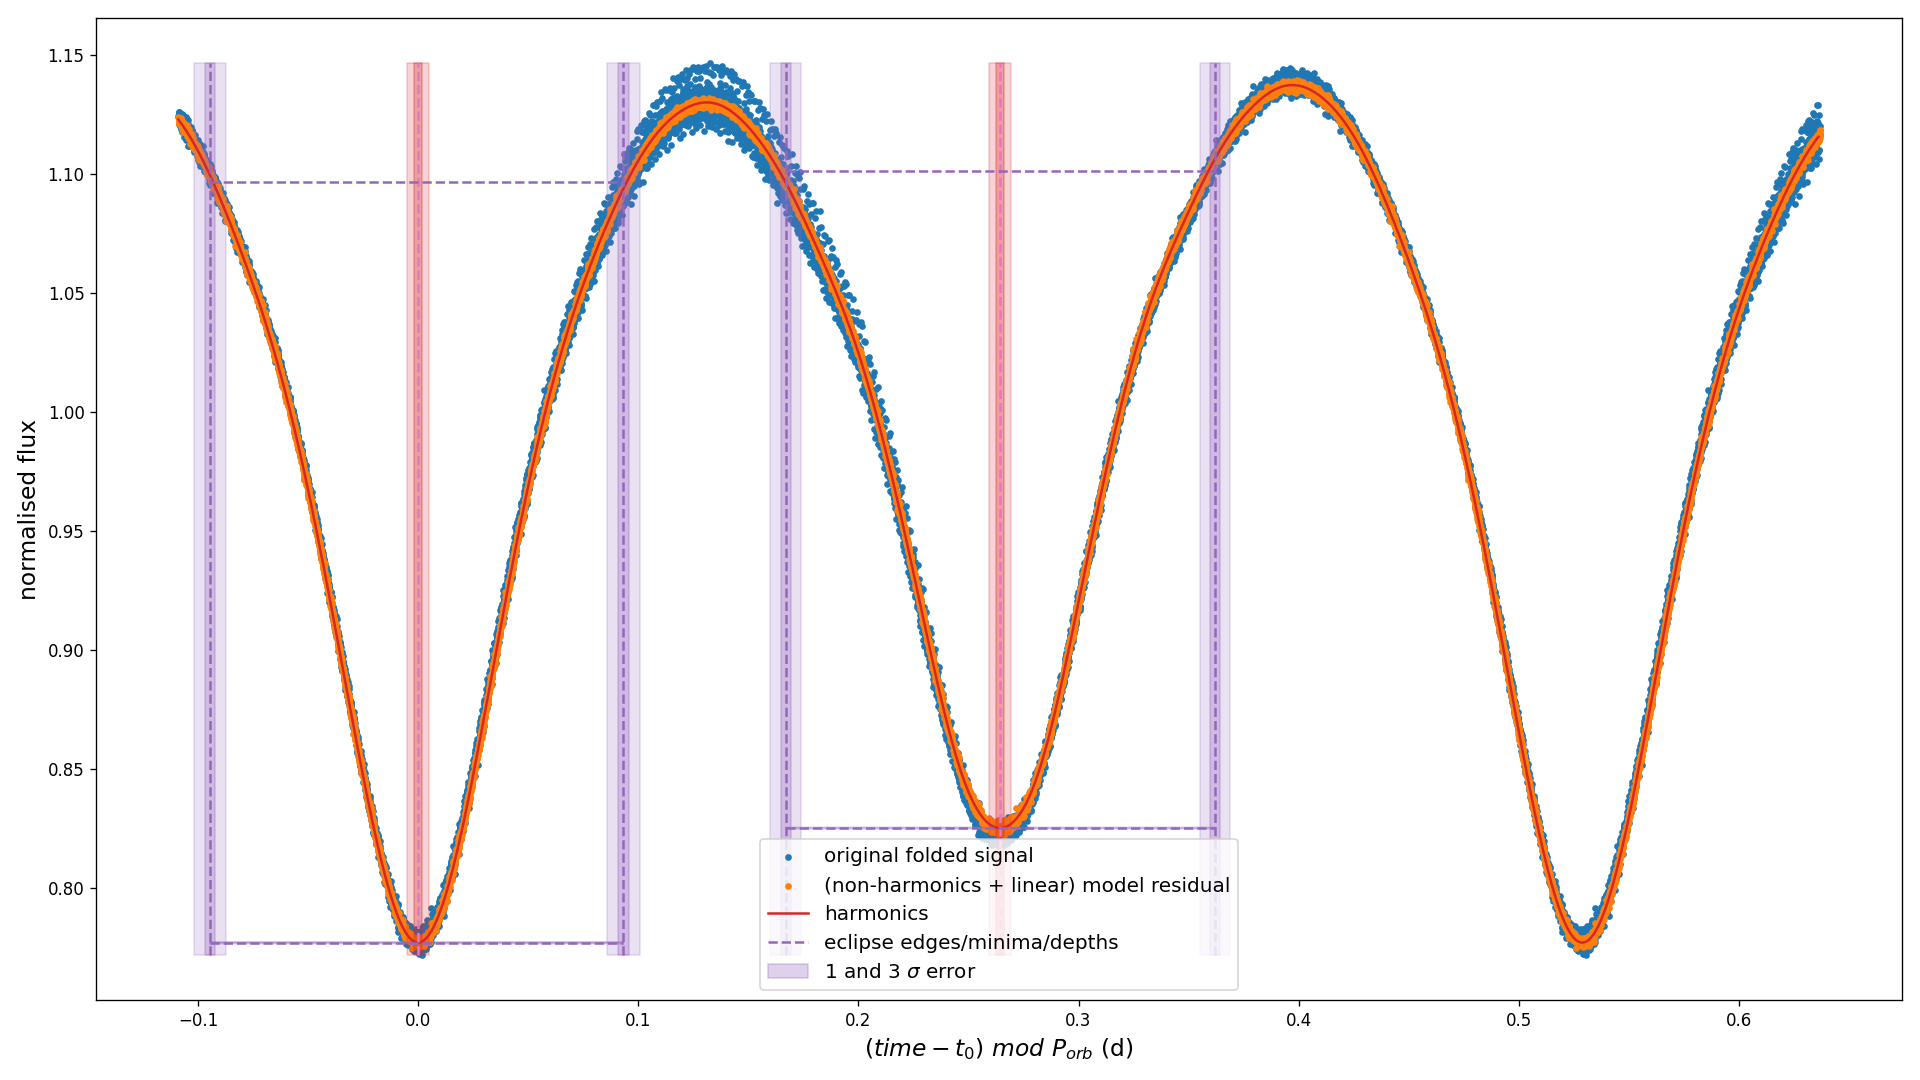 normalised flux
1.15
1.10
1.05
1.00
0.95
0.90
0.85
0.80
original folded signal
(non-harmonics + linear) model residual
harmonics
eclipse edges/minima/depths
1 and 3 σ error
−0.1
0.0
0.1
0.2
0.3
0.4
0.5
0.6
(time − t₀) mod P_orb (d)